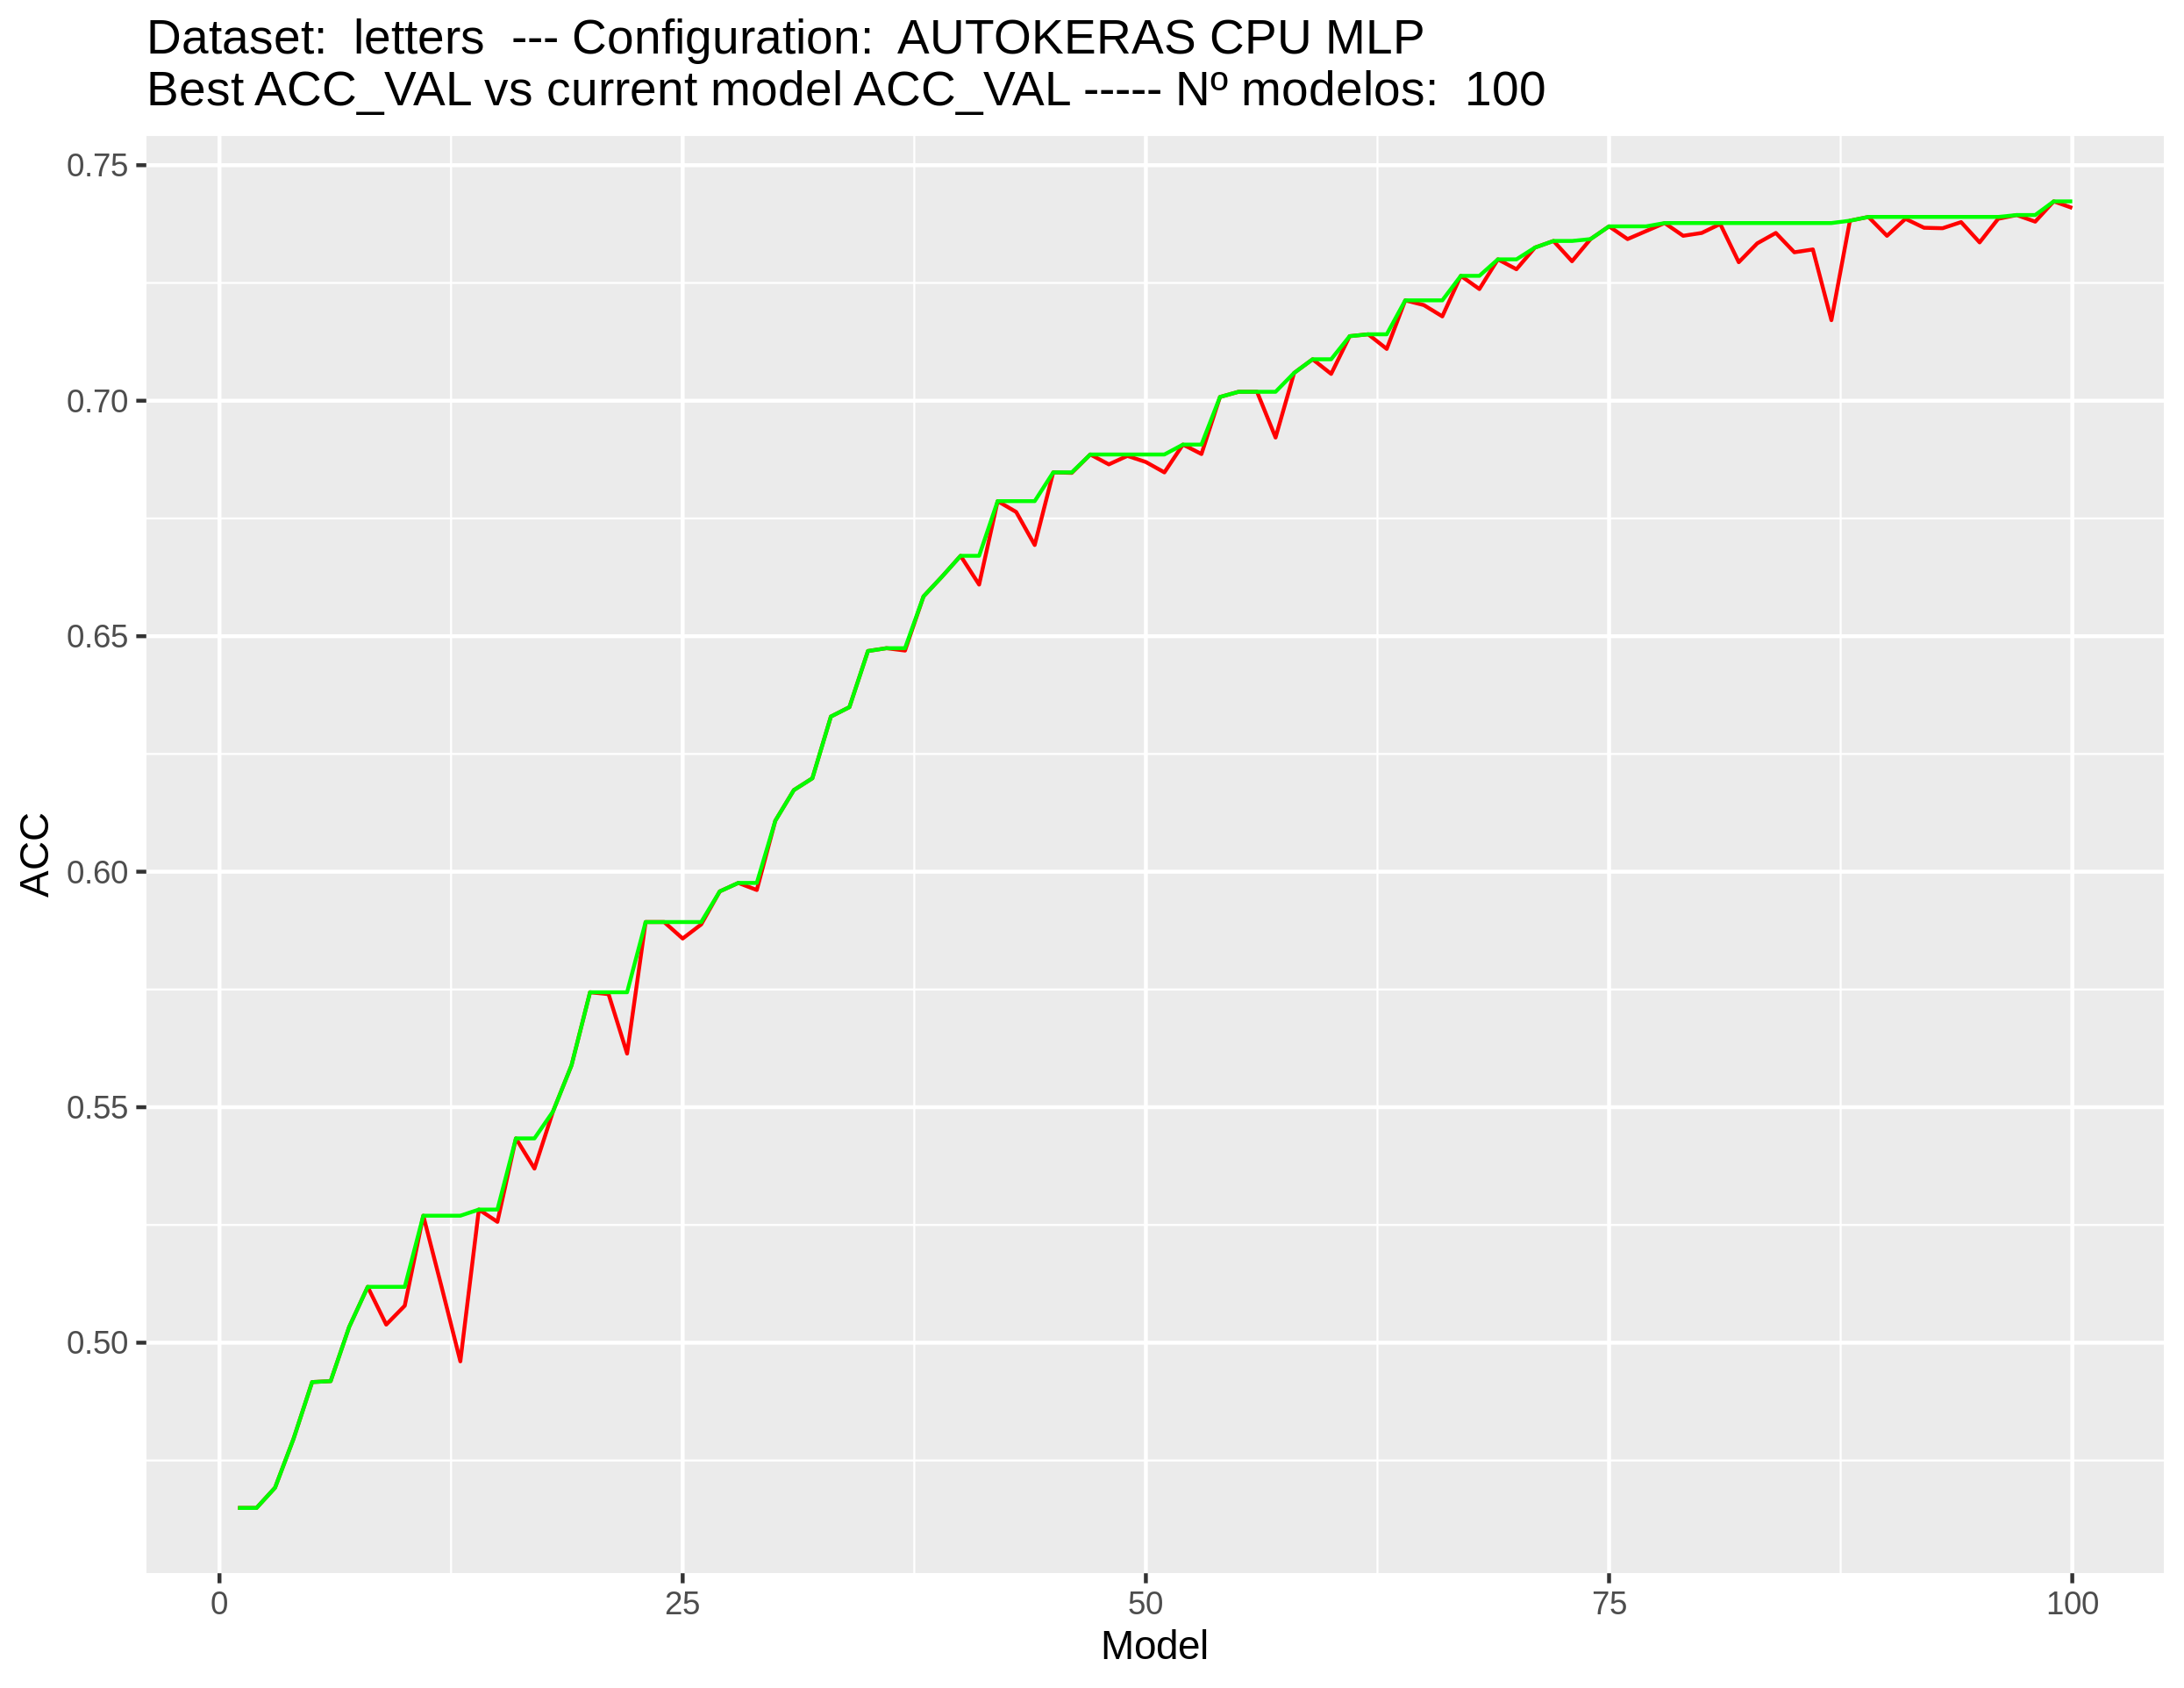 Dataset:  letters  --- Configuration:  AUTOKERAS CPU MLP
Best ACC_VAL vs current model ACC_VAL ----- Nº modelos:  100
0.75
0.70
0.65
0.60
0.55
0.50
ACC
0 25 50 75 100
Model